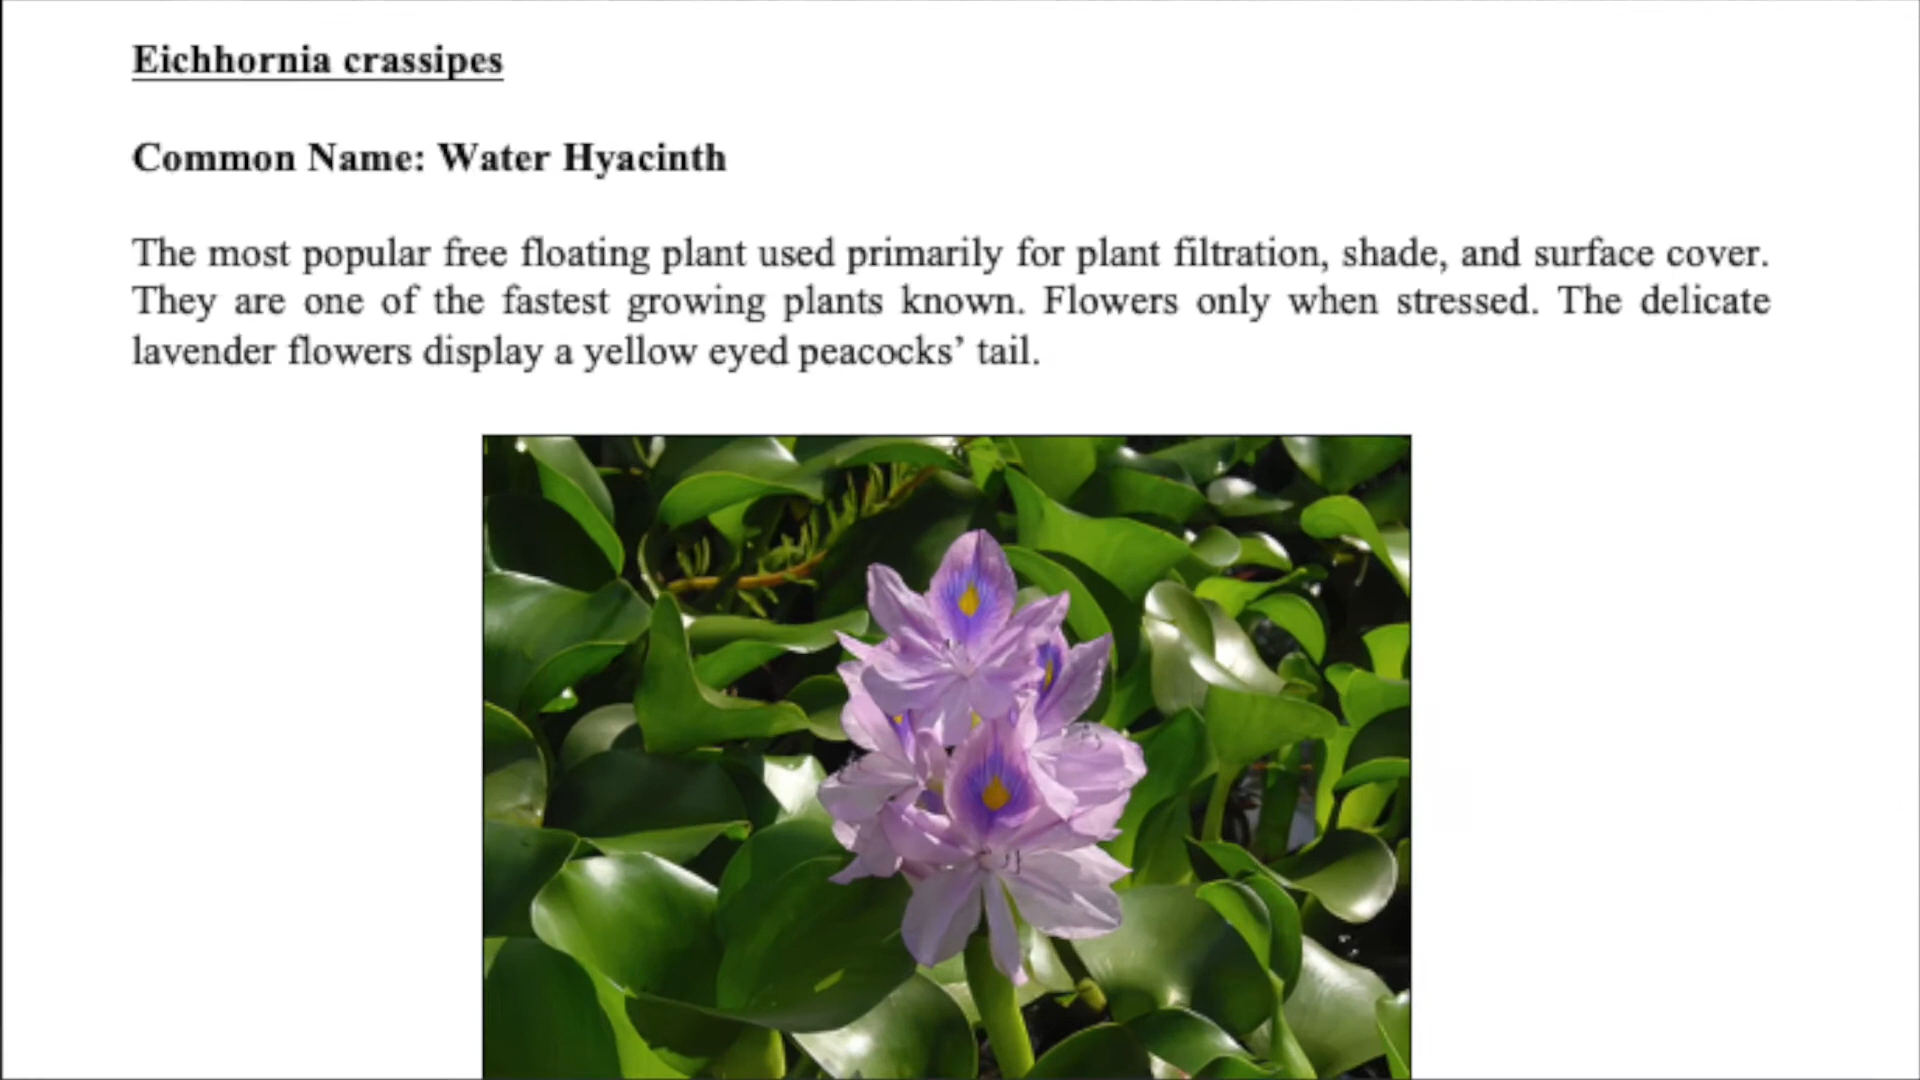 Eichhornia crassipes
Common Name: Water Hyacinth
The most popular free floating plant used primarily for plant filtration, shade, and surface cover.
They are one of the fastest growing plants known. Flowers only when stressed. The delicate
lavender flowers display a yellow eyed peacocks’ tail.